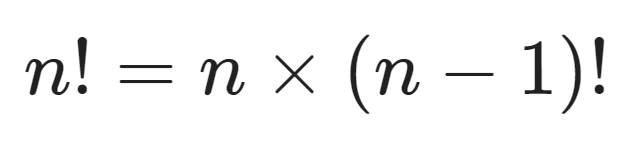 n! = n × (n − 1)!